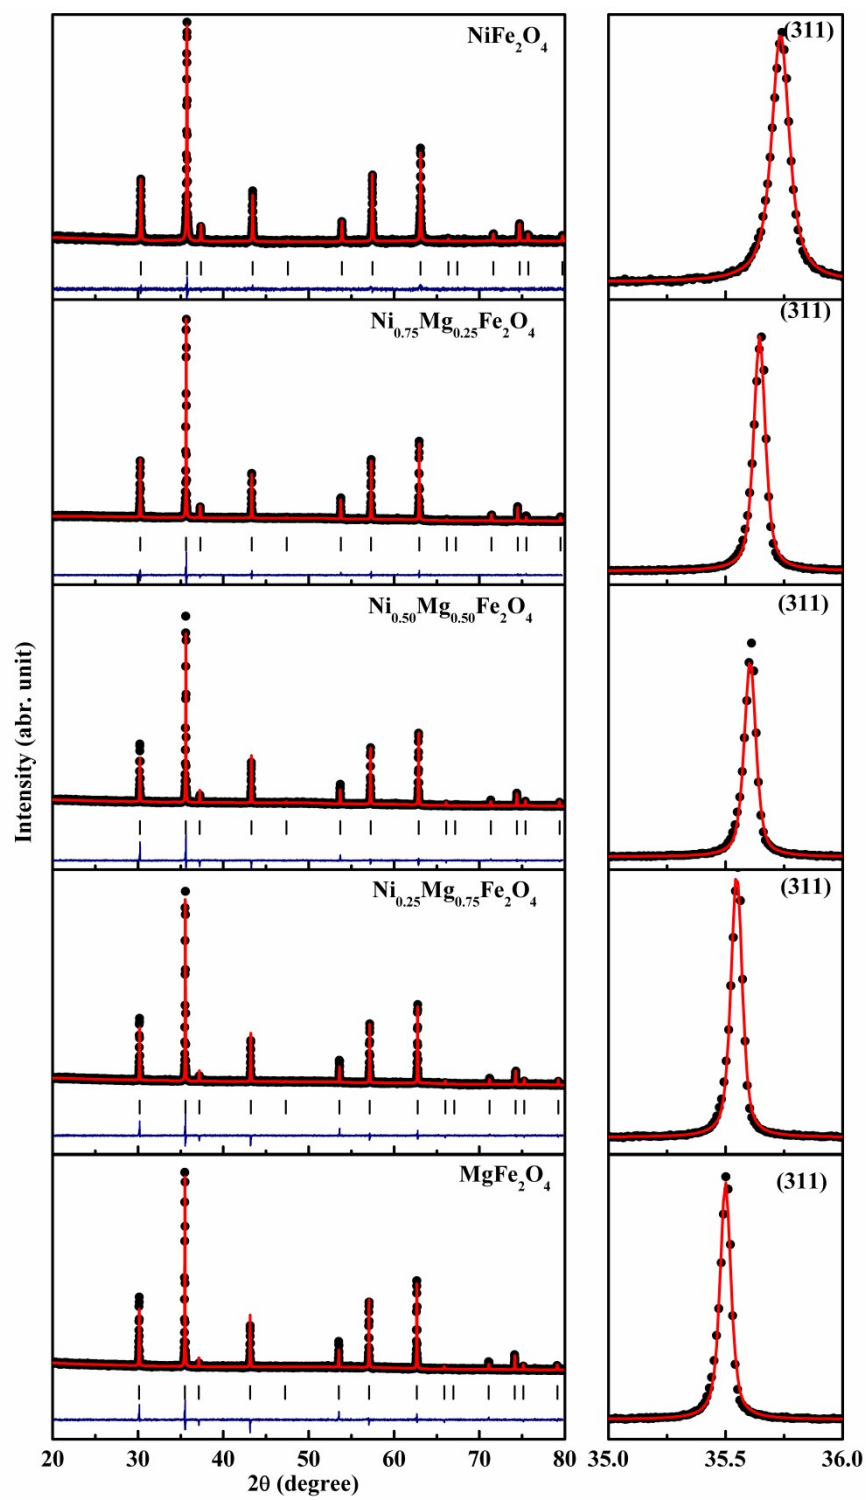 NiFe₂O₄
(311)
Ni₀.₇₅Mg₀.₂₅Fe₂O₄
(311)
Ni₀.₅₀Mg₀.₅₀Fe₂O₄
(311)
Ni₀.₂₅Mg₀.₇₅Fe₂O₄
(311)
MgFe₂O₄
(311)
Intensity (abr. unit)
20 30 40 50 60 70 80 35.0 35.5 36.0
2θ (degree)